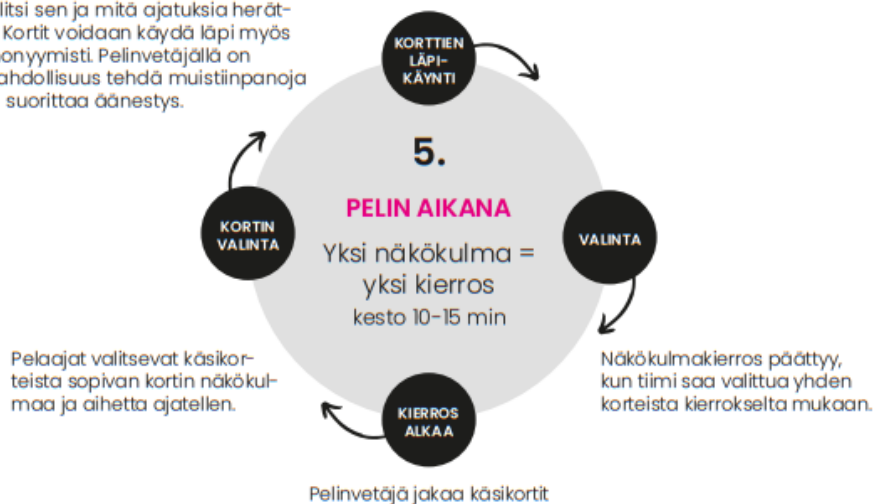 litsi sen ja mitä ajatuksia herät-
Kortit voidaan käydä läpi myös
onyymisti. Pelinvetäjällä on
ahdollisuus tehdä muistiinpanoja
suorittaa äänestys.
KORTTIEN
LÄPI-
KÄYNTI
5.
PELIN AIKANA
Yksi näkökulma =
yksi kierros
kesto 10-15 min
KORTIN
VALINTA
VALINTA
Pelaajat valitsevat käsikor-
teista sopivan kortin näkökul-
maa ja aihetta ajatellen.
Näkökulmakierros päättyy,
kun tiimi saa valittua yhden
korteista kierrokselta mukaan.
KIERROS
ALKAA
Pelinvetäjä jakaa käsikortit